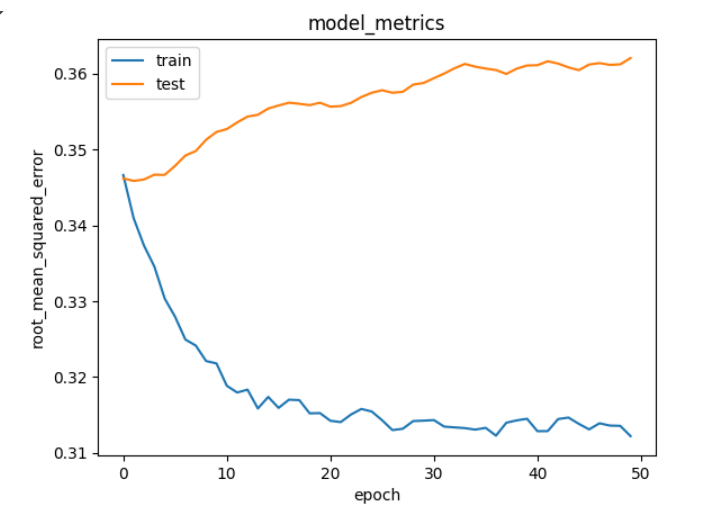 model_metrics
train
test
0.36
0.35
0.34
0.33
0.32
0.31
root_mean_squared_error
0 10 20 30 40 50
epoch